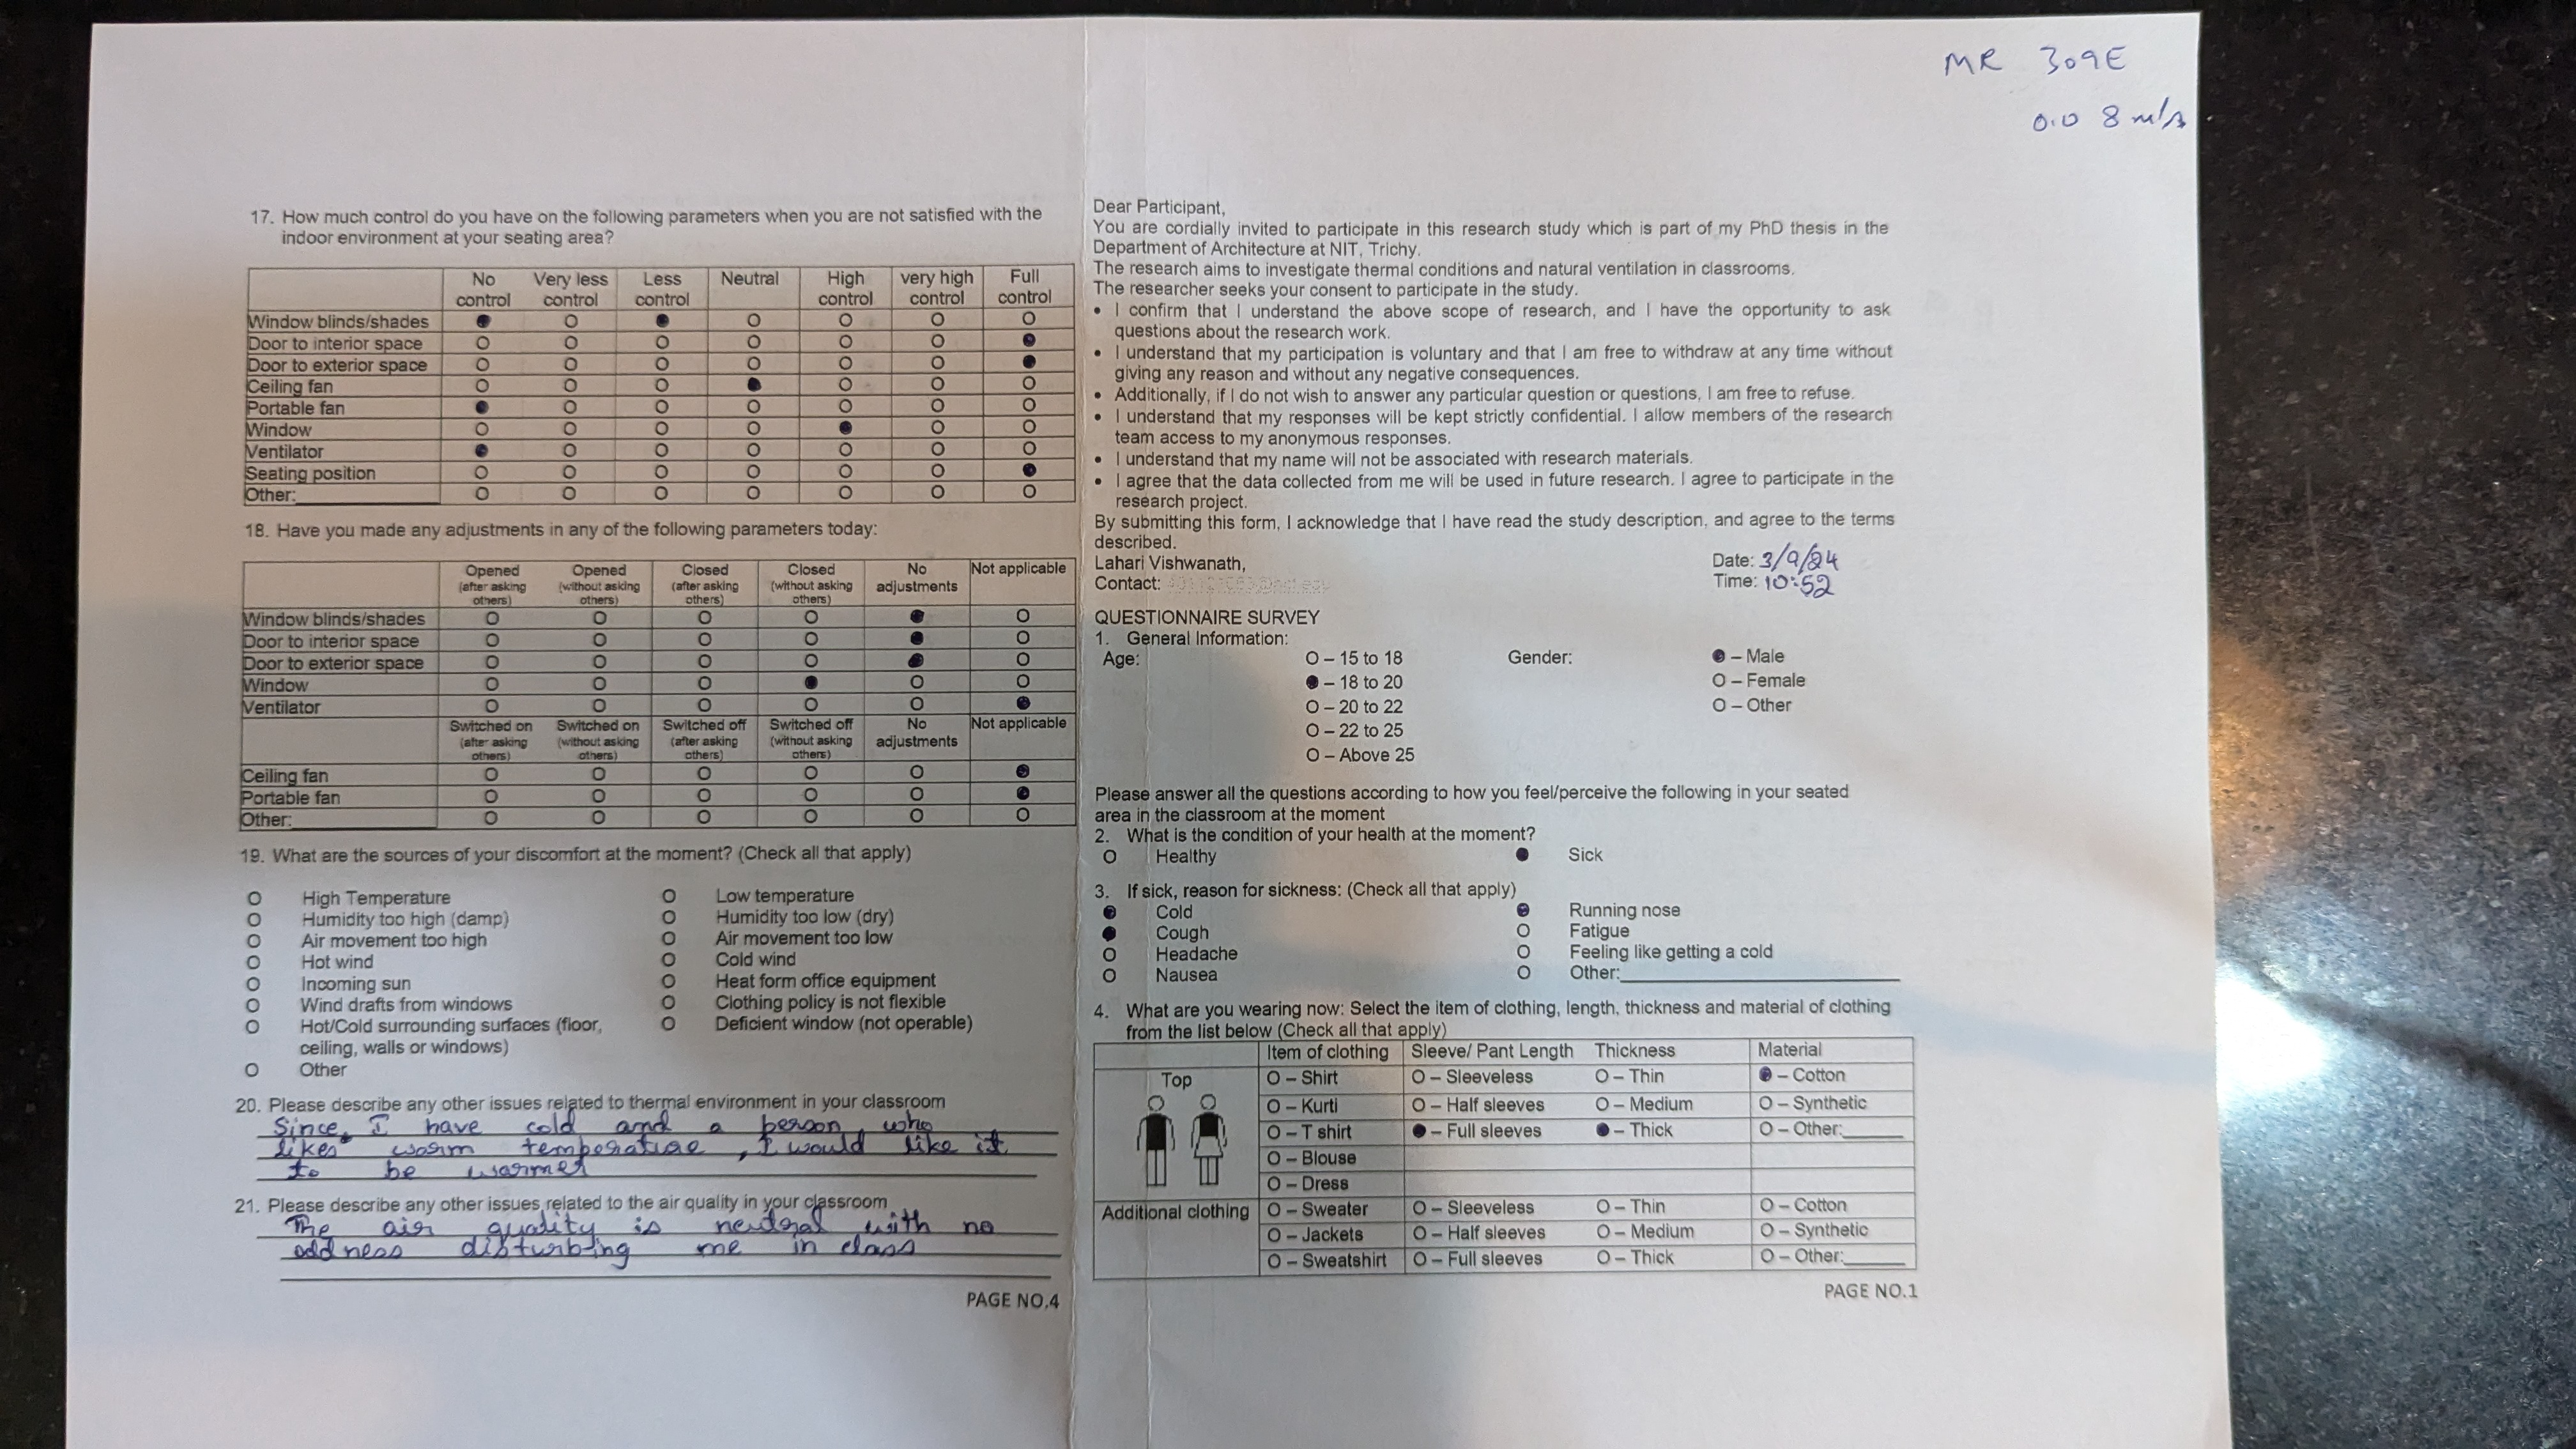 MR 309E
0.08 m/s
17. How much control do you have on the following parameters when you are not satisfied with the
indoor environment at your seating area?
No control Very less control Less control Neutral High control very high control Full control
Window blinds/shades ● O ● O O O O
Door to interior space O O O O O O ●
Door to exterior space O O O O O O ●
Ceiling fan O O O ● O O O
Portable fan ● O O O O O O
Window O O O O ● O O
Ventilator ● O O O O O O
Seating position O O O O O O ●
Other:________ O O O O O O O
18. Have you made any adjustments in any of the following parameters today:
Opened (after asking others) Opened (without asking others) Closed (after asking others) Closed (without asking others) No adjustments Not applicable
Window blinds/shades O O O O ● O
Door to interior space O O O O ● O
Door to exterior space O O O O ● O
Window O O O ● O O
Ventilator O O O O O ●
Switched on (after asking others) Switched on (without asking others) Switched off (after asking others) Switched off (without asking others) No adjustments Not applicable
Ceiling fan O O O O O ●
Portable fan O O O O O ●
Other:________ O O O O O O
19. What are the sources of your discomfort at the moment? (Check all that apply)
O High Temperature O Low temperature
O Humidity too high (damp) O Humidity too low (dry)
O Air movement too high O Air movement too low
O Hot wind O Cold wind
O Incoming sun O Heat form office equipment
O Wind drafts from windows O Clothing policy is not flexible
O Hot/Cold surrounding surfaces (floor, O Deficient window (not operable)
ceiling, walls or windows)
O Other
20. Please describe any other issues related to thermal environment in your classroom
Since, I have cold and a person who
likes warm temperature, I would like it
to be warmer
21. Please describe any other issues related to the air quality in your classroom
The air quality is neutral with no
oddness disturbing me in class
PAGE NO.4
Dear Participant,
You are cordially invited to participate in this research study which is part of my PhD thesis in the
Department of Architecture at NIT, Trichy.
The research aims to investigate thermal conditions and natural ventilation in classrooms.
The researcher seeks your consent to participate in the study.
• I confirm that I understand the above scope of research, and I have the opportunity to ask
questions about the research work.
• I understand that my participation is voluntary and that I am free to withdraw at any time without
giving any reason and without any negative consequences.
• Additionally, if I do not wish to answer any particular question or questions, I am free to refuse.
• I understand that my responses will be kept strictly confidential. I allow members of the research
team access to my anonymous responses.
• I understand that my name will not be associated with research materials.
• I agree that the data collected from me will be used in future research. I agree to participate in the
research project.
By submitting this form, I acknowledge that I have read the study description, and agree to the terms
described.
Lahari Vishwanath, Date: 3/9/24
Contact: Time: 10:52
QUESTIONNAIRE SURVEY
1. General Information:
Age: O – 15 to 18 Gender: ● – Male
● – 18 to 20 O – Female
O – 20 to 22 O – Other
O – 22 to 25
O – Above 25
Please answer all the questions according to how you feel/perceive the following in your seated
area in the classroom at the moment
2. What is the condition of your health at the moment?
O Healthy ● Sick
3. If sick, reason for sickness: (Check all that apply)
● Cold ● Running nose
● Cough O Fatigue
O Headache O Feeling like getting a cold
O Nausea O Other:________
4. What are you wearing now: Select the item of clothing, length, thickness and material of clothing
from the list below (Check all that apply)
Item of clothing Sleeve/ Pant Length Thickness Material
Top O – Shirt O – Sleeveless O – Thin ● – Cotton
O – Kurti O – Half sleeves O – Medium O – Synthetic
O – T shirt ● – Full sleeves ● – Thick O – Other:______
O – Blouse
O – Dress
Additional clothing O – Sweater O – Sleeveless O – Thin O – Cotton
O – Jackets O – Half sleeves O – Medium O – Synthetic
O – Sweatshirt O – Full sleeves O – Thick O – Other:______
PAGE NO.1